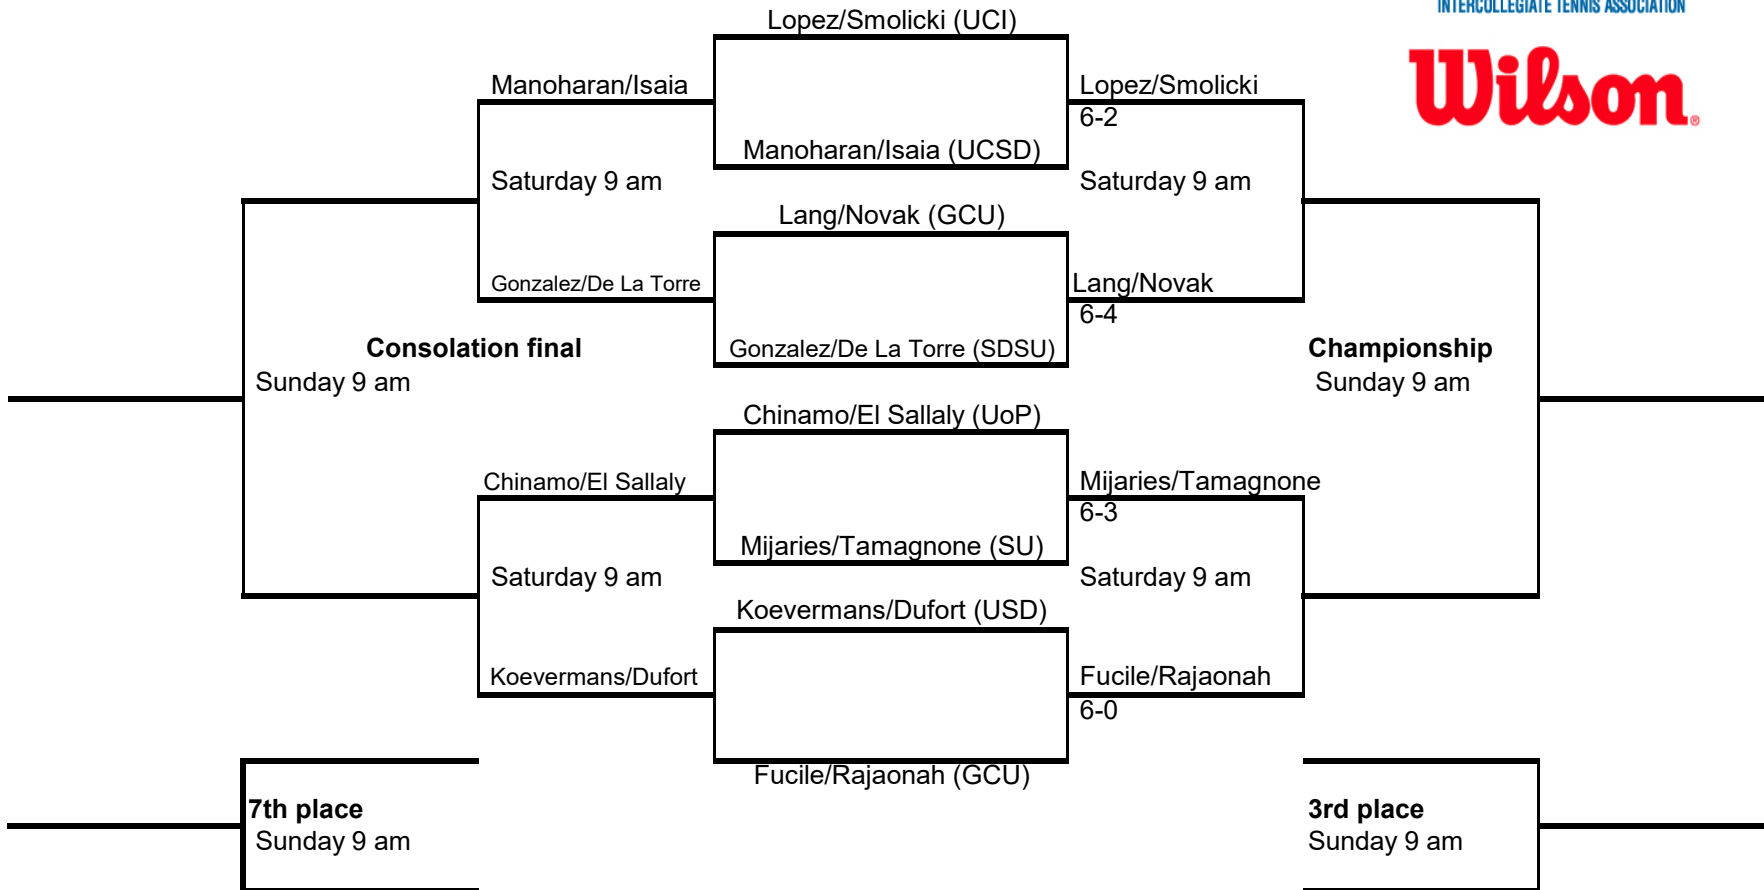 INTERCOLLEGIATE TENNIS ASSOCIATION
Wilson®
Lopez/Smolicki (UCI)
Manoharan/Isaia
Lopez/Smolicki
6-2
Manoharan/Isaia (UCSD)
Saturday 9 am
Saturday 9 am
Lang/Novak (GCU)
Gonzalez/De La Torre
Lang/Novak
6-4
Consolation final
Gonzalez/De La Torre (SDSU)
Championship
Sunday 9 am
Sunday 9 am
Chinamo/El Sallaly (UoP)
Chinamo/El Sallaly
Mijaries/Tamagnone
6-3
Mijaries/Tamagnone (SU)
Saturday 9 am
Saturday 9 am
Koevermans/Dufort (USD)
Koevermans/Dufort
Fucile/Rajaonah
6-0
Fucile/Rajaonah (GCU)
7th place
Sunday 9 am
3rd place
Sunday 9 am